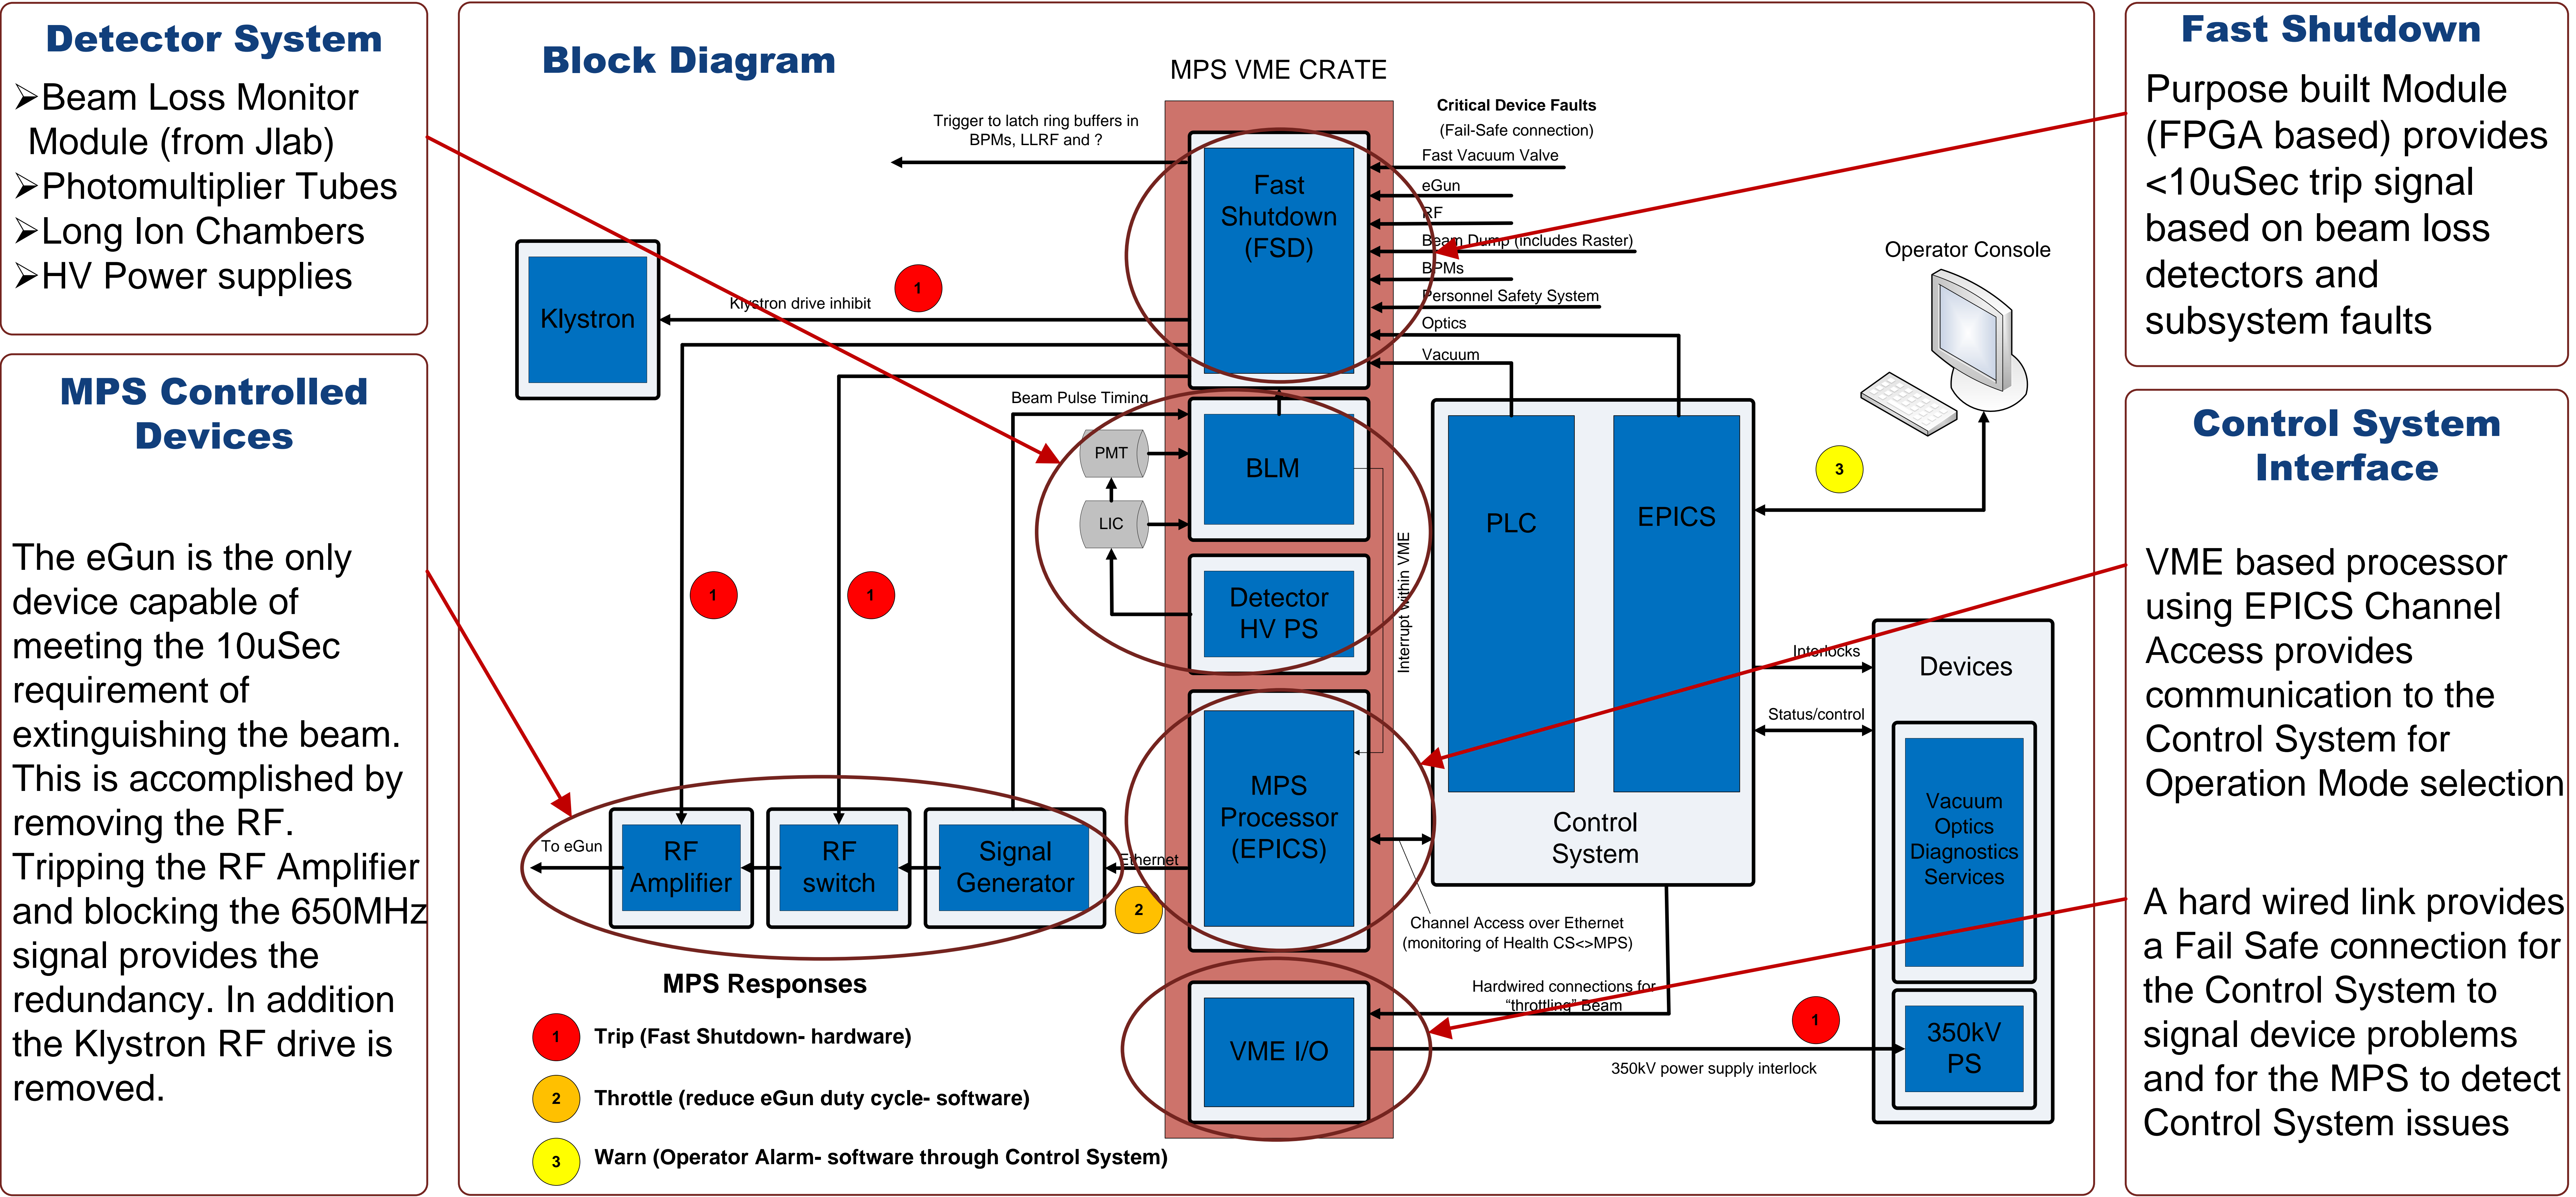 Detector System
➢Beam Loss Monitor
Module (from Jlab)
➢Photomultiplier Tubes
➢Long Ion Chambers
➢HV Power supplies
MPS Controlled
Devices
The eGun is the only
device capable of
meeting the 10uSec
requirement of
extinguishing the beam.
This is accomplished by
removing the RF.
Tripping the RF Amplifier
and blocking the 650MHz
signal provides the
redundancy. In addition
the Klystron RF drive is
removed.
Block Diagram
MPS VME CRATE
Trigger to latch ring buffers in
BPMs, LLRF and ?
Critical Device Faults
(Fail-Safe connection)
Fast Vacuum Valve
eGun
RF
Beam Dump (includes Raster)
BPMs
Personnel Safety System
Optics
Vacuum
Fast
Shutdown
(FSD)
Klystron
Klystron drive inhibit
1
Operator Console
Beam Pulse Timing
PMT
LIC
BLM
Detector
HV PS
Interrupt within VME
PLC
EPICS
Control
System
3
1
1
Interlocks
Status/control
Devices
Vacuum
Optics
Diagnostics
Services
350kV
PS
To eGun
RF
Amplifier
RF
switch
Signal
Generator
Ethernet
2
MPS
Processor
(EPICS)
Channel Access over Ethernet
(monitoring of Health CS<>MPS)
Hardwired connections for
“throttling” Beam
VME I/O
1
350kV power supply interlock
MPS Responses
1 Trip (Fast Shutdown- hardware)
2 Throttle (reduce eGun duty cycle- software)
3 Warn (Operator Alarm- software through Control System)
Fast Shutdown
Purpose built Module
(FPGA based) provides
<10uSec trip signal
based on beam loss
detectors and
subsystem faults
Control System
Interface
VME based processor
using EPICS Channel
Access provides
communication to the
Control System for
Operation Mode selection
A hard wired link provides
a Fail Safe connection for
the Control System to
signal device problems
and for the MPS to detect
Control System issues